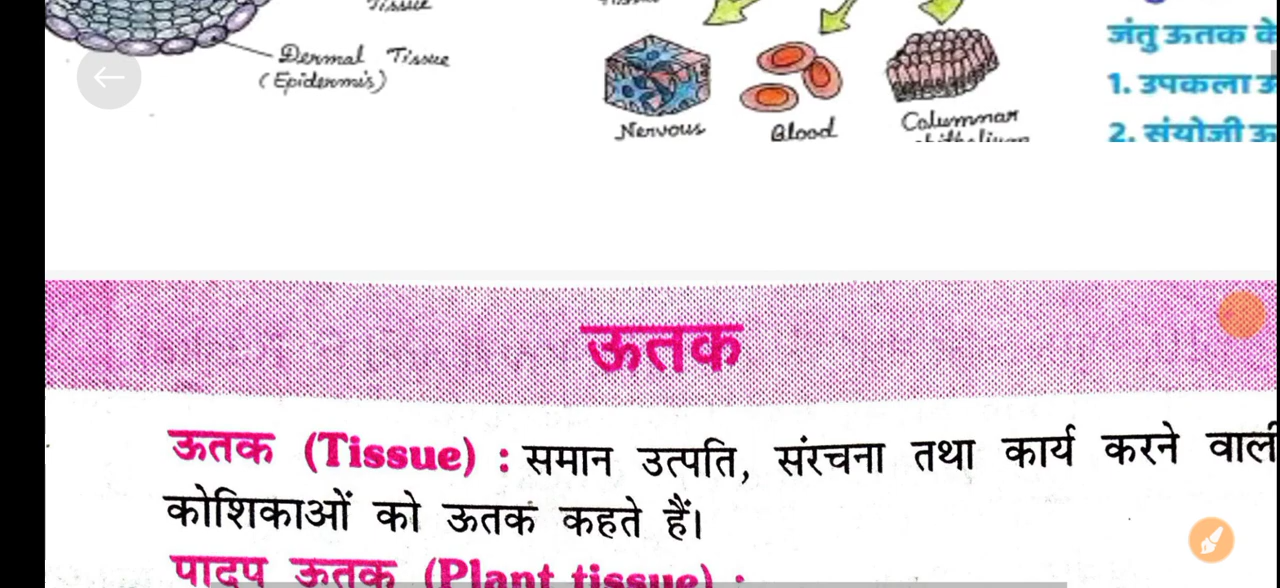 Tissue
Dermal Tissue
(Epidermis)
Nervous
Blood
Columnar
जंतु ऊतक के
1. उपकला
2. संयोजी
ऊतक
ऊतक (Tissue) : समान उत्पति, संरचना तथा कार्य करने वाली
कोशिकाओं को ऊतक कहते हैं।
पादप ऊतक (Plant tissue) :